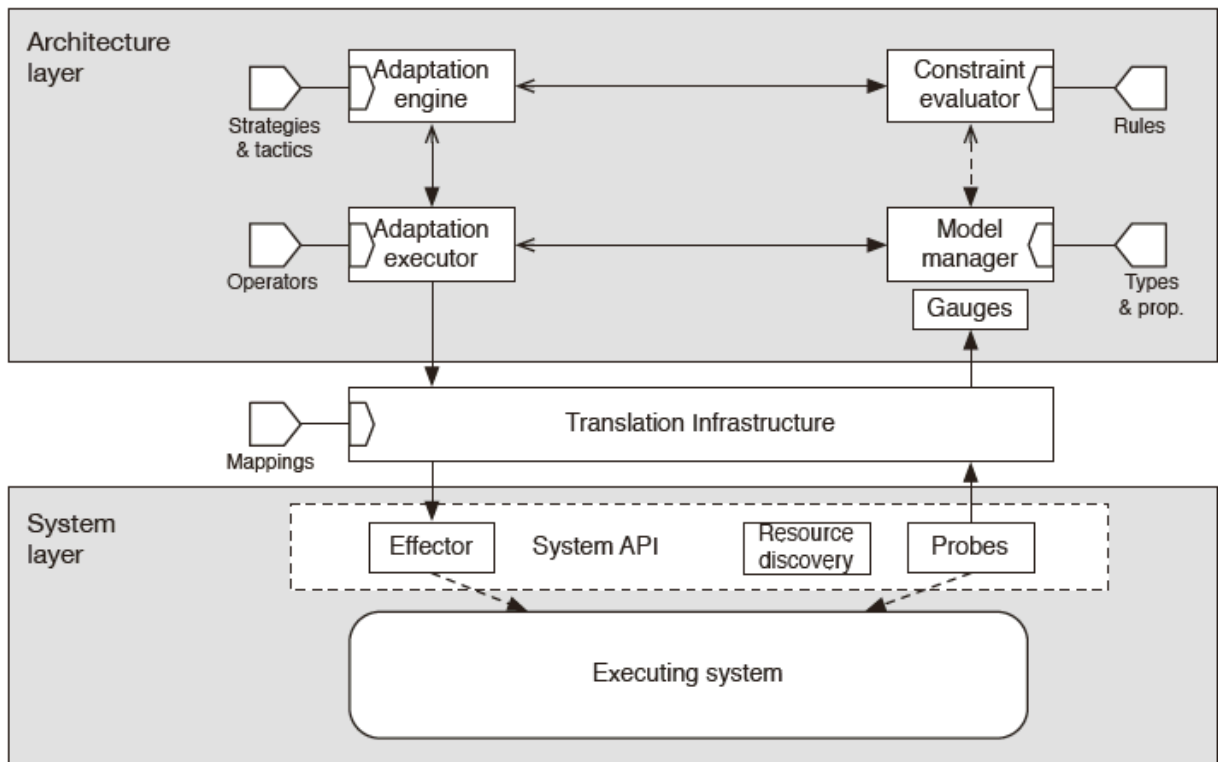 Architecture
layer
Adaptation
engine
Constraint
evaluator
Strategies
& tactics
Rules
Adaptation
executor
Model
manager
Operators
Types
& prop.
Gauges
Translation Infrastructure
Mappings
System
layer
Effector
System API
Resource
discovery
Probes
Executing system